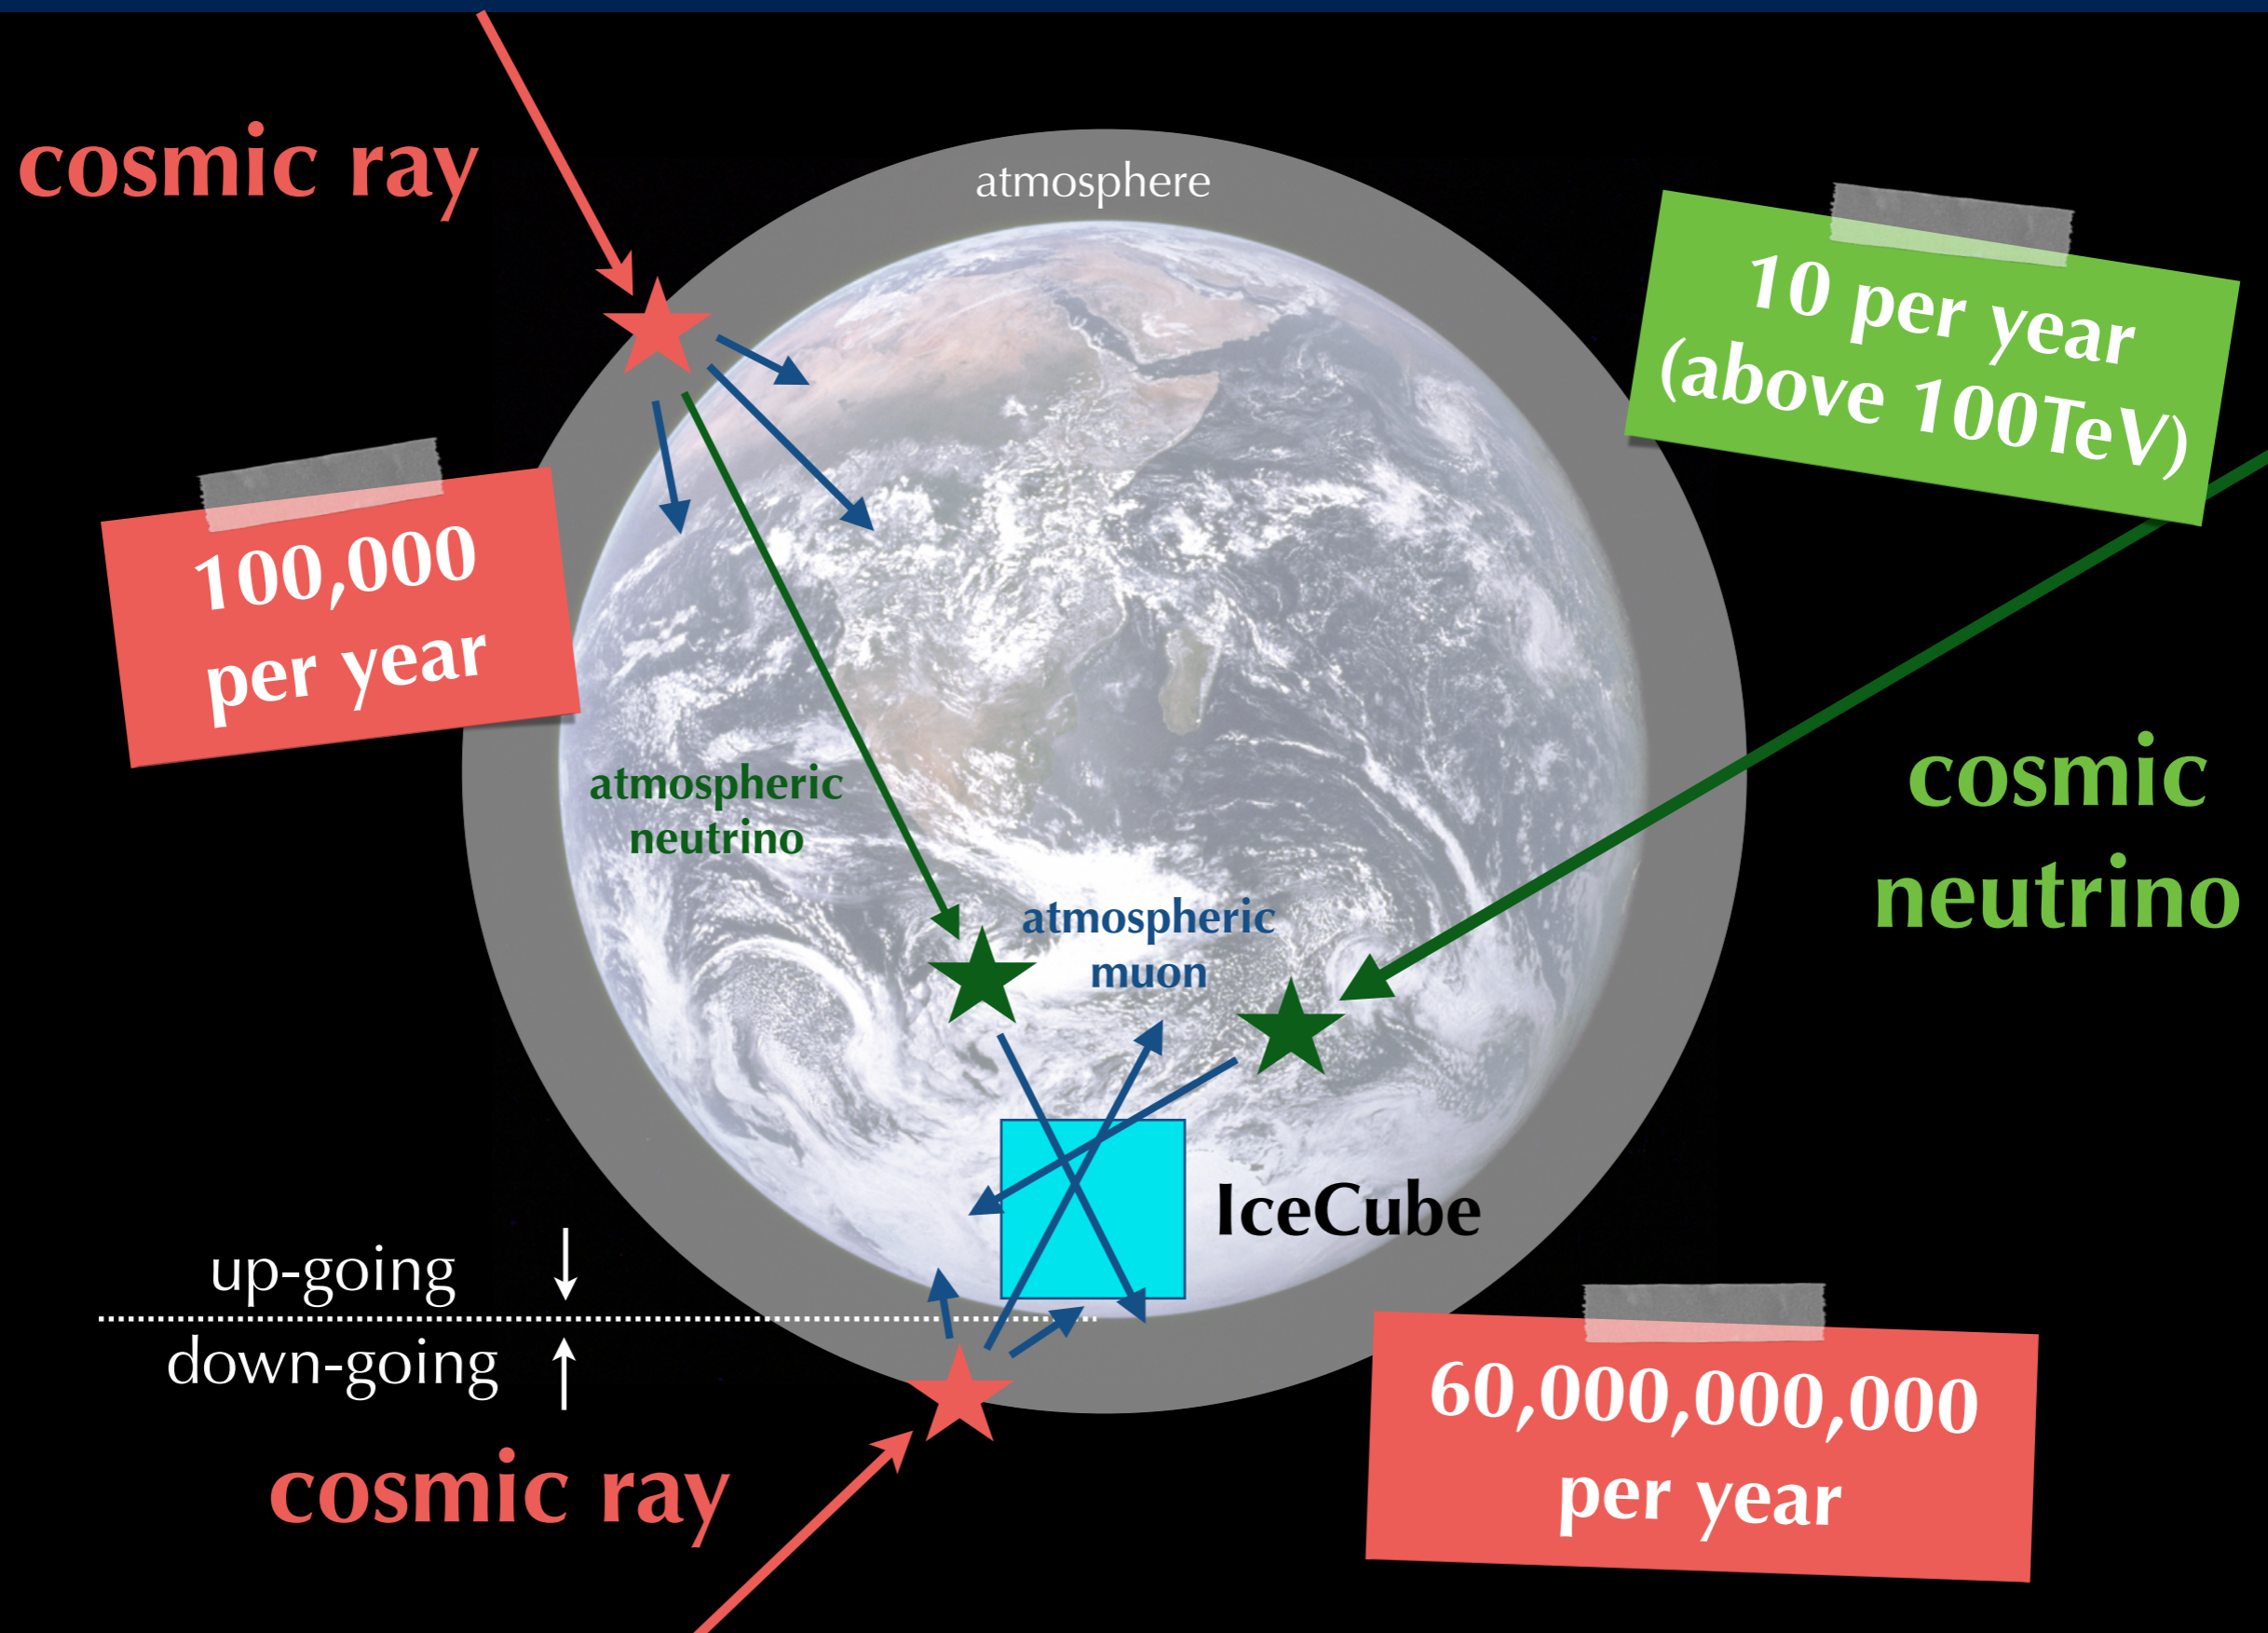 cosmic ray
atmosphere
10 per year
(above 100TeV)
100,000
per year
atmospheric
neutrino
cosmic
neutrino
atmospheric
muon
IceCube
up-going
down-going
cosmic ray
60,000,000,000
per year